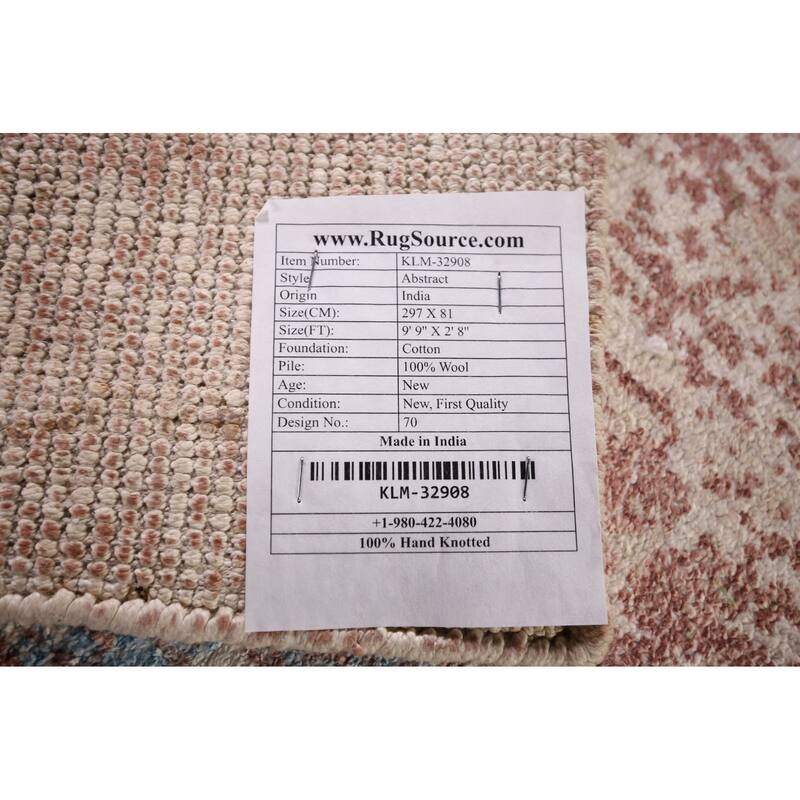 www.RugSource.com
Item Number: KLM-32908
Style Abstract
Origin India
Size(CM): 297 X 81
Size(FT): 9' 9" X 2' 8"
Foundation: Cotton
Pile: 100% Wool
Age: New
Condition: New, First Quality
Design No.: 70
Made in India
KLM-32908
+1-980-422-4080
100% Hand Knotted